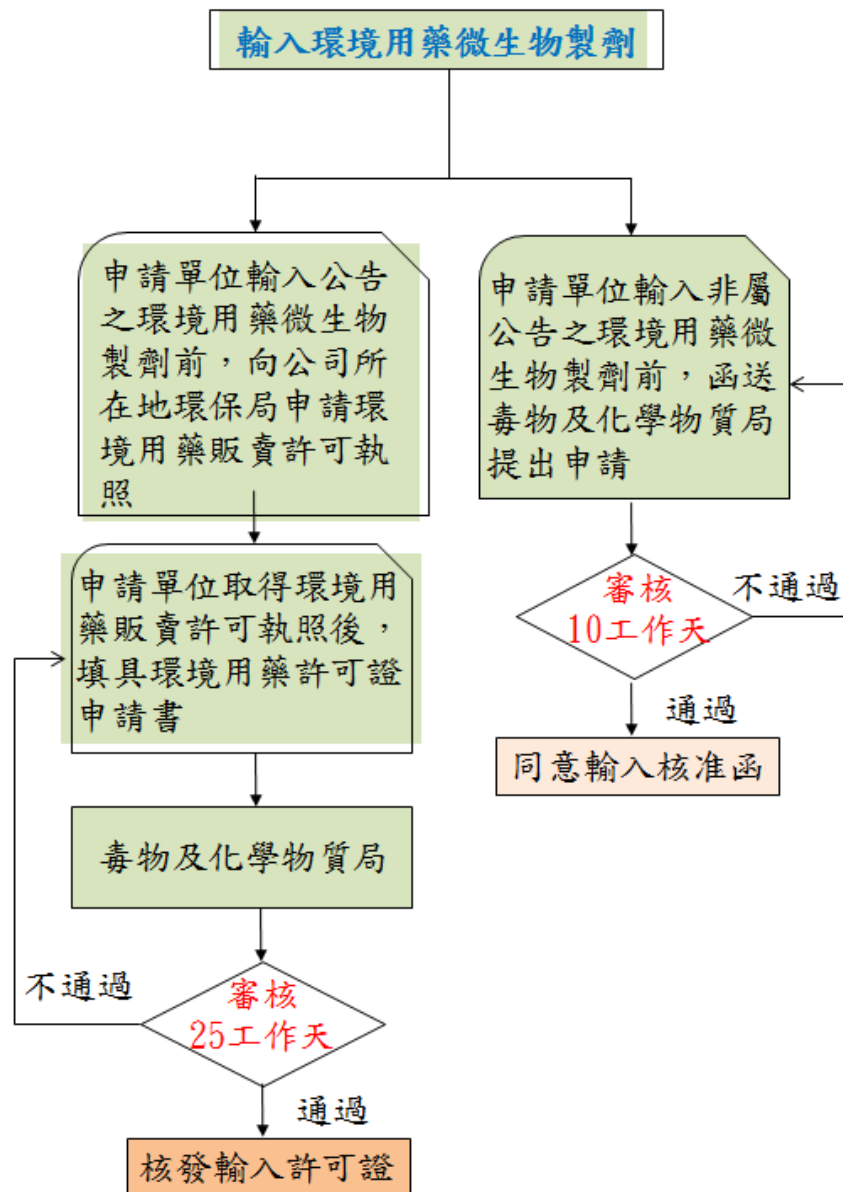 輸入環境用藥微生物製劑
申請單位輸入公告
之環境用藥微生物
製劑前，向公司所
在地環保局申請環
境用藥販賣許可執
照
申請單位取得環境用
藥販賣許可執照後，
填具環境用藥許可證
申請書
毒物及化學物質局
不通過
審核
25工作天
通過
核發輸入許可證
申請單位輸入非屬
公告之環境用藥微
生物製劑前，函送
毒物及化學物質局
提出申請
審核
10工作天
不通過
通過
同意輸入核准函